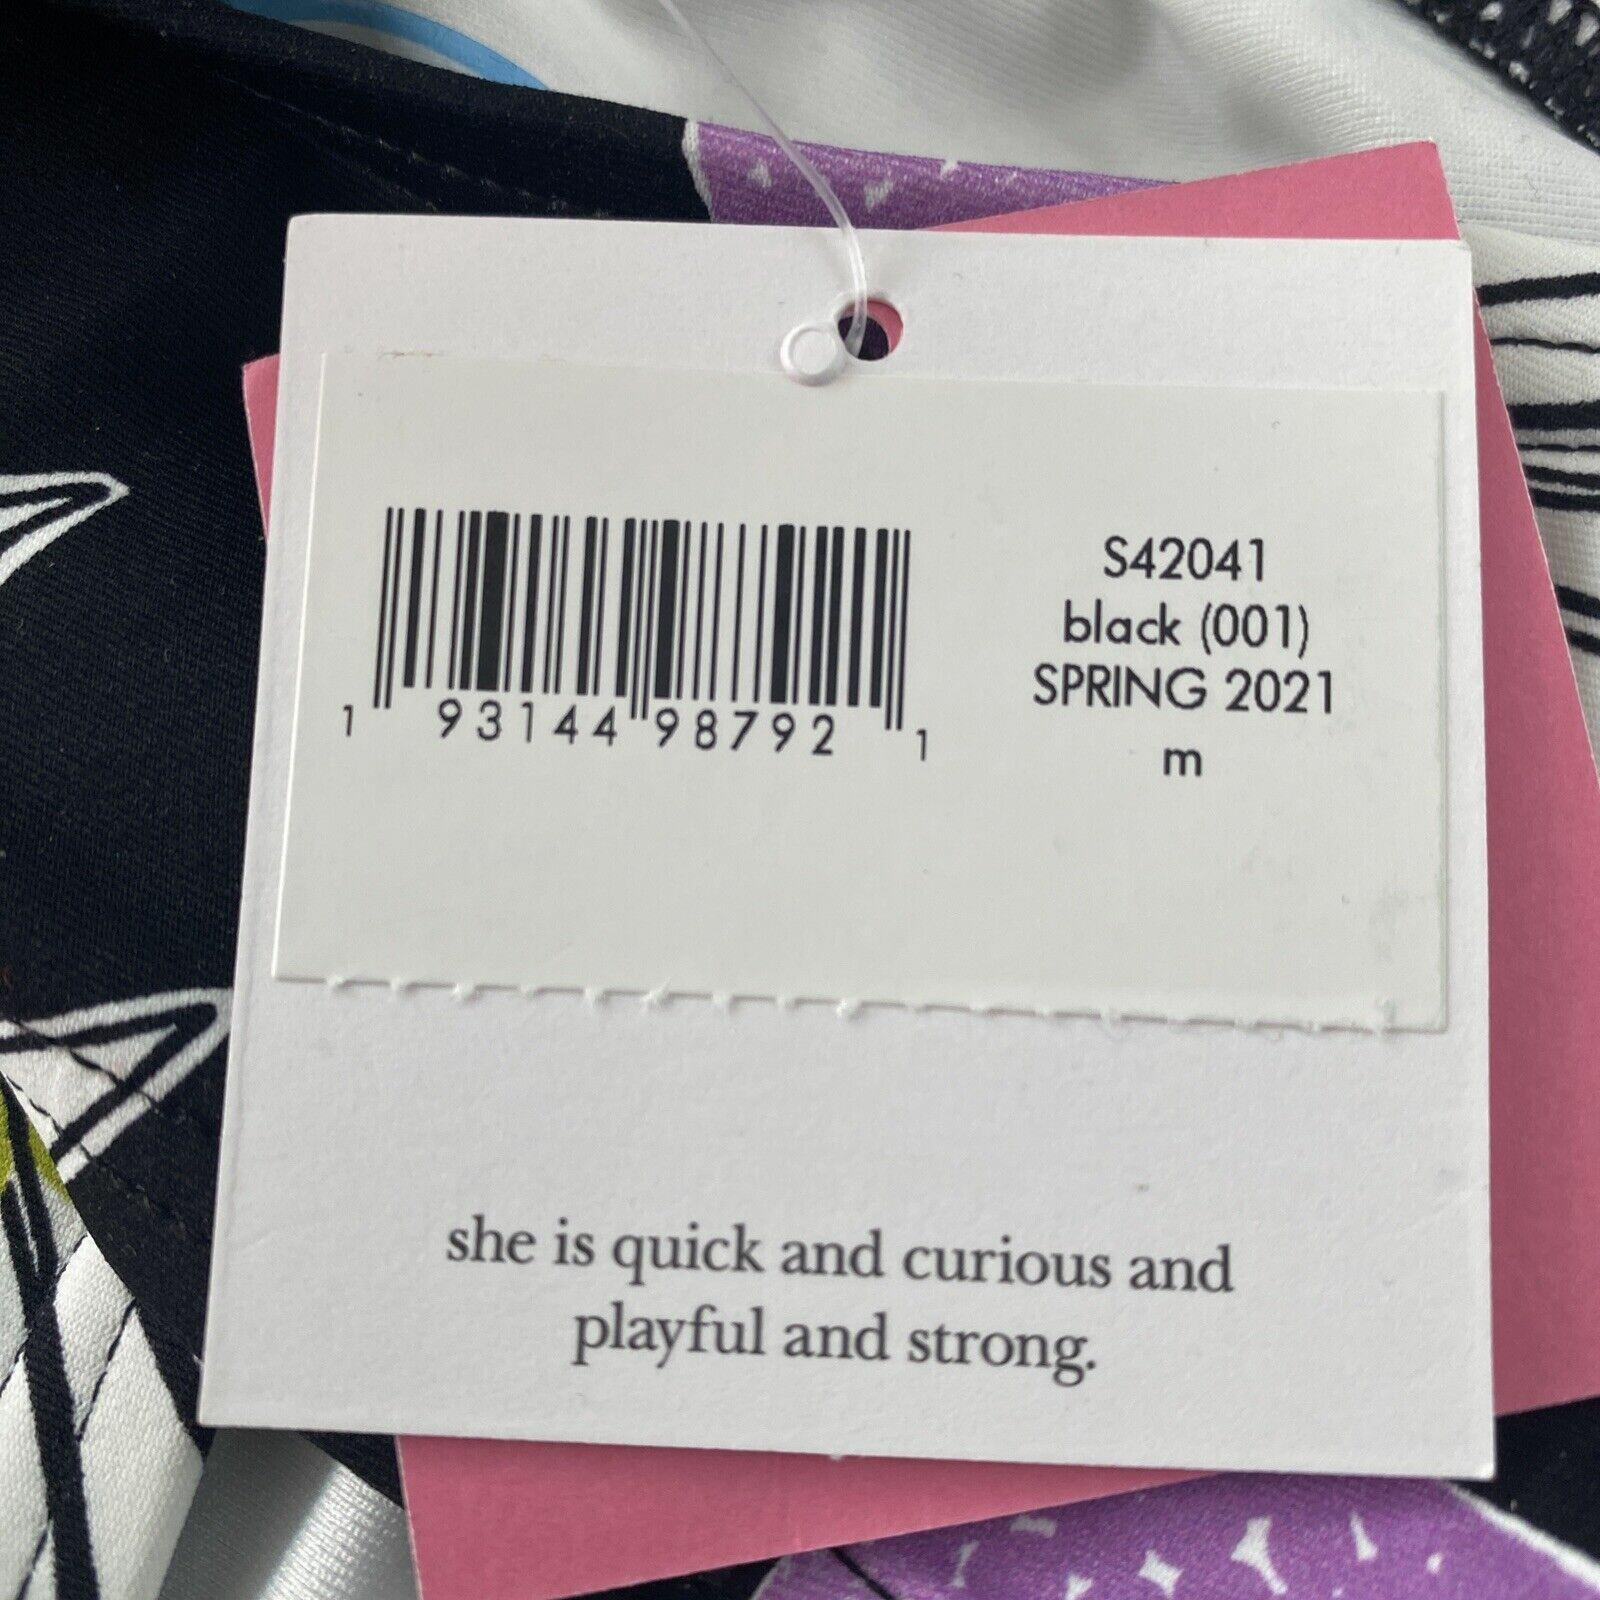 1 93144 98792 1
S42041
black (001)
SPRING 2021
m
she is quick and curious and
playful and strong.